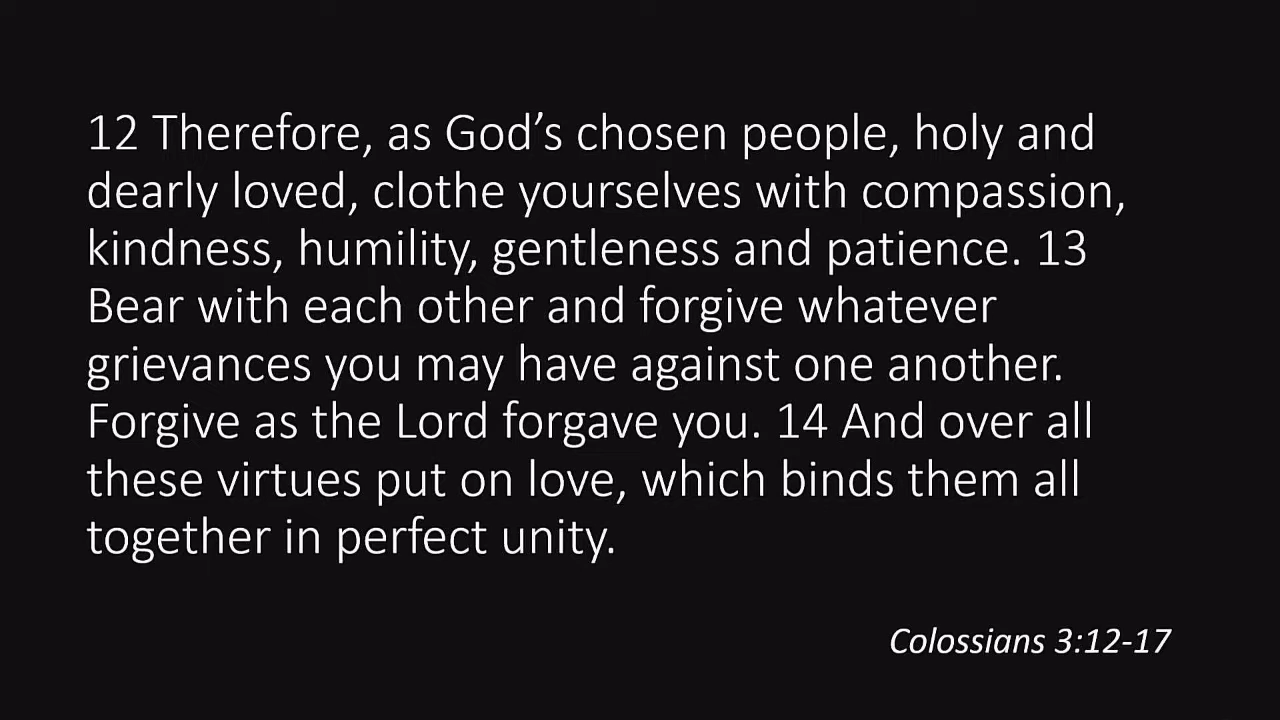 12 Therefore, as God’s chosen people, holy and
dearly loved, clothe yourselves with compassion,
kindness, humility, gentleness and patience. 13
Bear with each other and forgive whatever
grievances you may have against one another.
Forgive as the Lord forgave you. 14 And over all
these virtues put on love, which binds them all
together in perfect unity.
Colossians 3:12-17